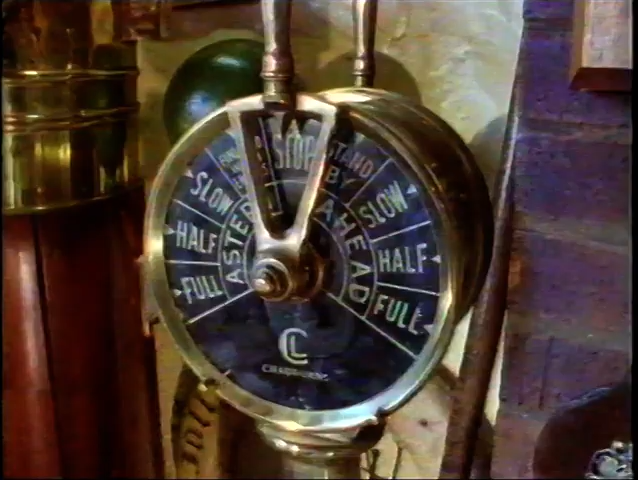 STOP
STAND
BY
SLOW
HALF
FULL
ASTERN
AHEAD
SLOW
HALF
FULL
CL